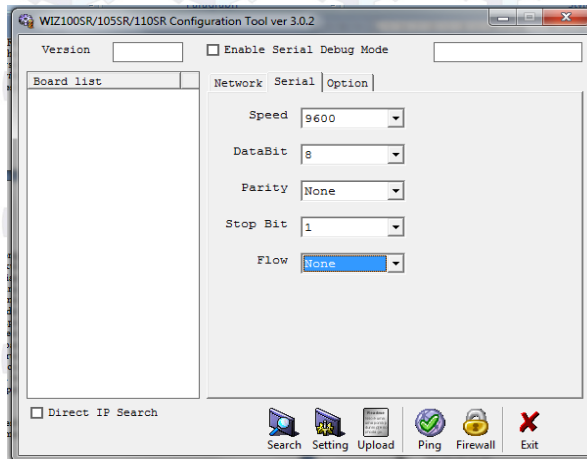 WIZ100SR/105SR/110SR Configuration Tool ver 3.0.2
Version
Enable Serial Debug Mode
Board list
Network Serial Option
Speed 9600
DataBit 8
Parity None
Stop Bit 1
Flow None
Direct IP Search
Search Setting Upload Ping Firewall Exit